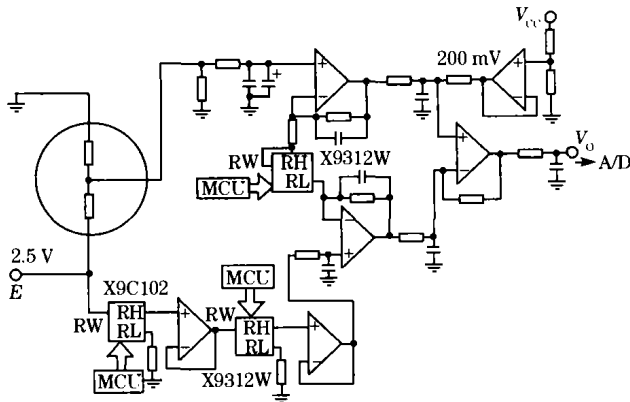 V_cc
200 mV
V_o
A/D
X9312W
RW
RH
RL
MCU
2.5 V
E
X9C102
RW
RH
RL
MCU
MCU
RW
RH
RL
X9312W